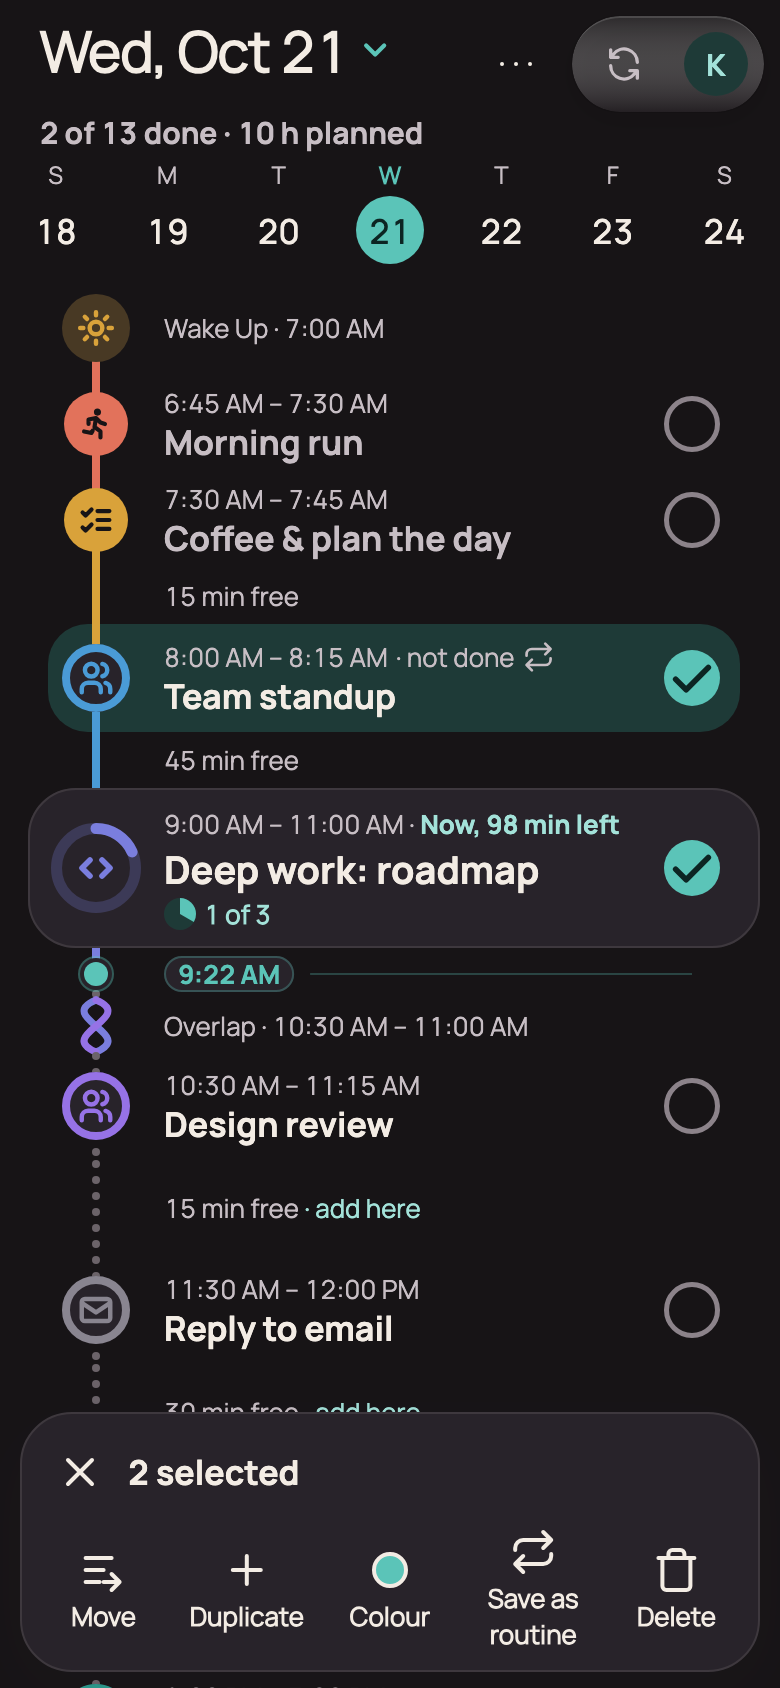 Wed, Oct 21
...
K
2 of 13 done · 10 h planned
S M T W T F S
18 19 20 21 22 23 24
Wake Up · 7:00 AM
6:45 AM – 7:30 AM
Morning run
7:30 AM – 7:45 AM
Coffee & plan the day
15 min free
8:00 AM – 8:15 AM · not done
Team standup
45 min free
9:00 AM – 11:00 AM · Now, 98 min left
Deep work: roadmap
1 of 3
9:22 AM
Overlap · 10:30 AM – 11:00 AM
10:30 AM – 11:15 AM
Design review
15 min free · add here
11:30 AM – 12:00 PM
Reply to email
30 min free · add here
2 selected
Move
Duplicate
Colour
Save as
routine
Delete